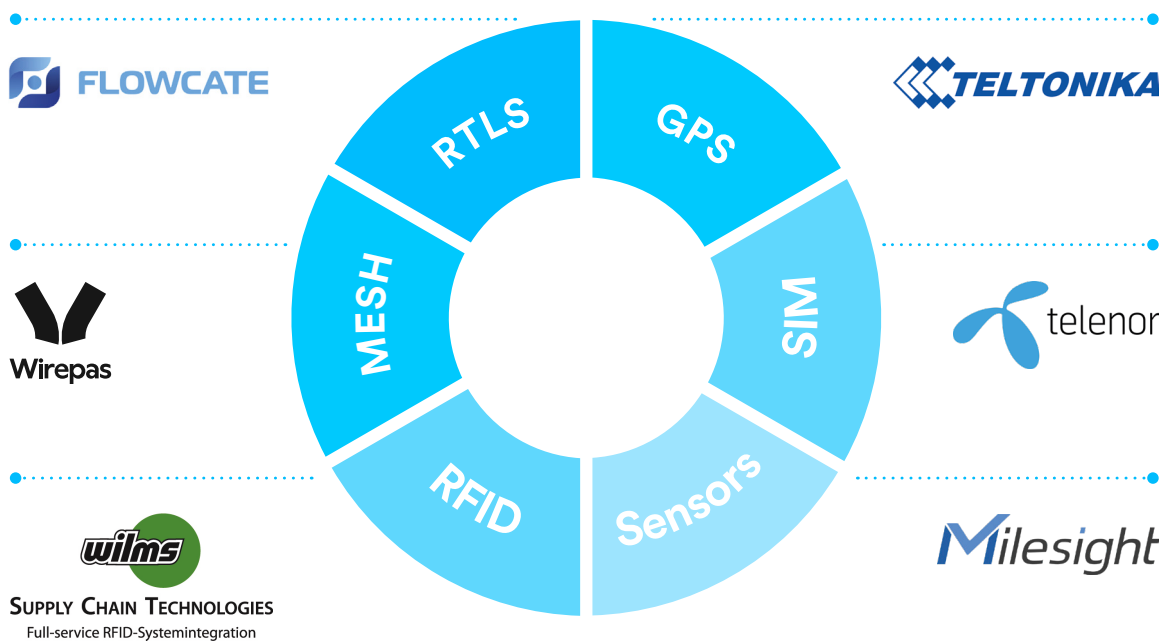 FLOWCATE
TELTONIKA
RTLS
GPS
MESH
SIM
Wirepas
telenor
RFID
Sensors
wilms
SUPPLY CHAIN TECHNOLOGIES
Full-service RFID-Systemintegration
Milesight